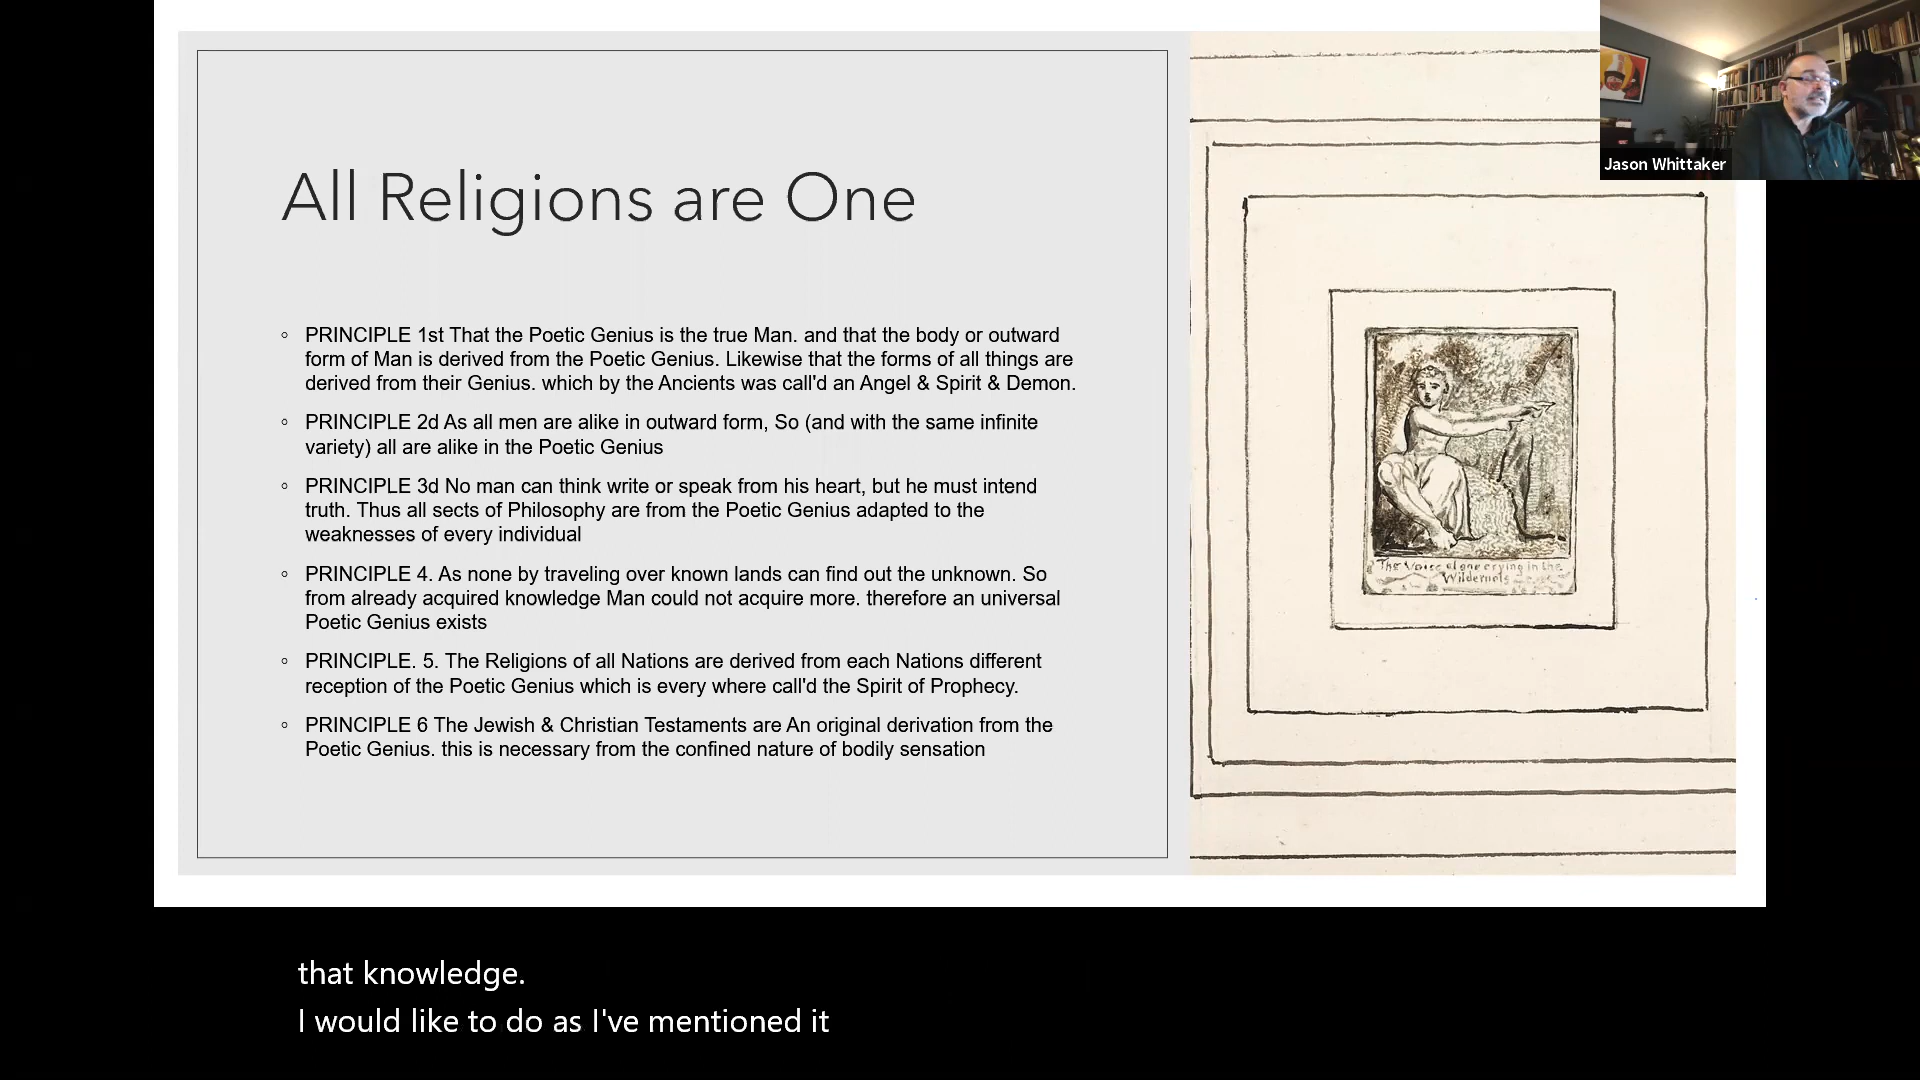 All Religions are One
PRINCIPLE 1st That the Poetic Genius is the true Man. and that the body or outward
form of Man is derived from the Poetic Genius. Likewise that the forms of all things are
derived from their Genius. which by the Ancients was call'd an Angel & Spirit & Demon.
PRINCIPLE 2d As all men are alike in outward form, So (and with the same infinite
variety) all are alike in the Poetic Genius
PRINCIPLE 3d No man can think write or speak from his heart, but he must intend
truth. Thus all sects of Philosophy are from the Poetic Genius adapted to the
weaknesses of every individual
PRINCIPLE 4. As none by traveling over known lands can find out the unknown. So
from already acquired knowledge Man could not acquire more. therefore an universal
Poetic Genius exists
PRINCIPLE. 5. The Religions of all Nations are derived from each Nations different
reception of the Poetic Genius which is every where call'd the Spirit of Prophecy.
PRINCIPLE 6 The Jewish & Christian Testaments are An original derivation from the
Poetic Genius. this is necessary from the confined nature of bodily sensation
The Voice of one crying in the
Wilderness
Jason Whittaker
that knowledge.
I would like to do as I've mentioned it